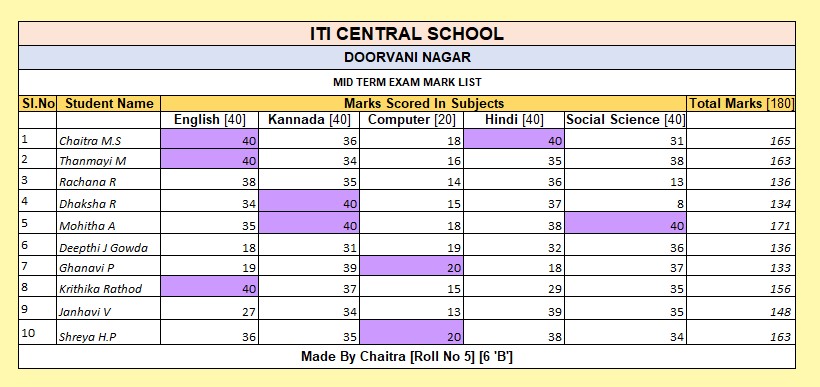 ITI CENTRAL SCHOOL
DOORVANI NAGAR
MID TERM EXAM MARK LIST
Sl.No Student Name Marks Scored In Subjects Total Marks [180]
English [40] Kannada [40] Computer [20] Hindi [40] Social Science [40]
1 Chaitra M.S 40 36 18 40 31 165
2 Thanmayi M 40 34 16 35 38 163
3 Rachana R 38 35 14 36 13 136
4 Dhaksha R 34 40 15 37 8 134
5 Mohitha A 35 40 18 38 40 171
6 Deepthi J Gowda 18 31 19 32 36 136
7 Ghanavi P 19 39 20 18 37 133
8 Krithika Rathod 40 37 15 29 35 156
9 Janhavi V 27 34 13 39 35 148
10 Shreya H.P 36 35 20 38 34 163
Made By Chaitra [Roll No 5] [6 'B']